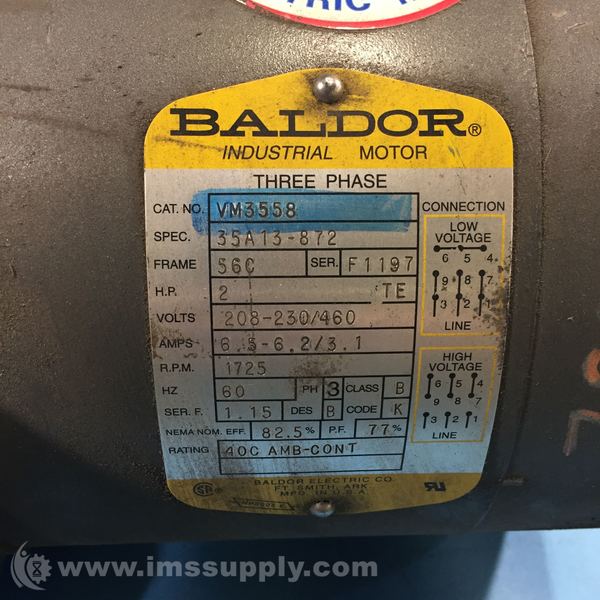 TRIC
BALDOR®
INDUSTRIAL MOTOR
THREE PHASE
CAT. NO. VM3558
SPEC. 35A13-872
FRAME 56C SER. F1197
H.P. 2 TE
VOLTS 208-230/460
AMPS 6.5-6.2/3.1
R.P.M. 1725
HZ 60 PH 3 CLASS B
SER. F. 1.15 DES B CODE K
NEMA NOM. EFF. 82.5% P.F. 77%
RATING 40C AMB-CONT
CONNECTION
LOW
VOLTAGE
6 5 4
9 8 7
3 2 1
LINE
HIGH
VOLTAGE
6 5 4
9 8 7
3 2 1
LINE
BALDOR ELECTRIC CO.
FT. SMITH, ARK.
MFG. IN U.S.A.
www.imssupply.com